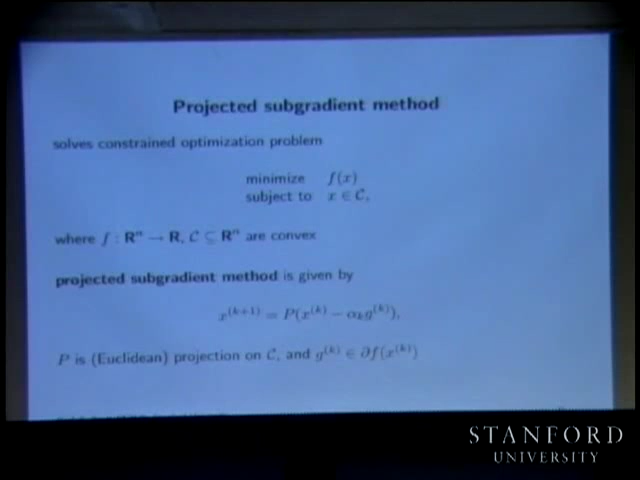 Projected subgradient method
solves constrained optimization problem
minimize f(x)
subject to x ∈ C,
where f : Rⁿ → R, C ⊆ Rⁿ are convex
projected subgradient method is given by
x^(k+1) = P(x^(k) − α_k g^(k)),
P is (Euclidean) projection on C, and g^(k) ∈ ∂f(x^(k))
STANFORD
UNIVERSITY